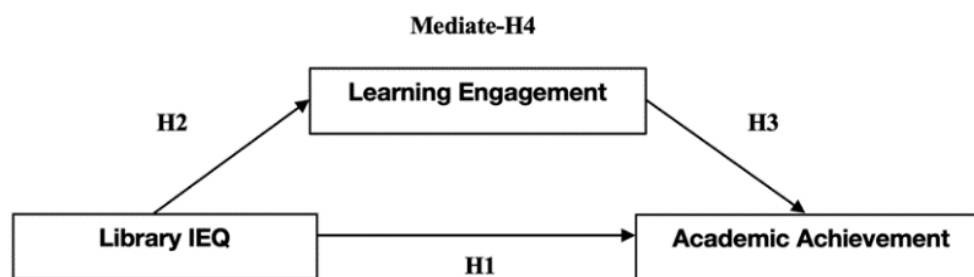 Mediate-H4
Learning Engagement
H2
H3
Library IEQ
Academic Achievement
H1